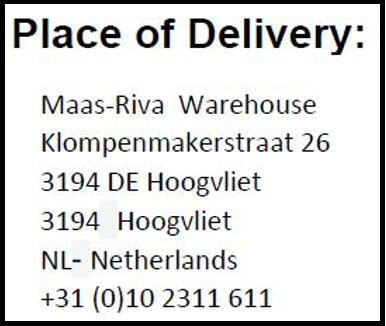 Place of Delivery:
Maas-Riva Warehouse
Klompenmakerstraat 26
3194 DE Hoogvliet
3194 Hoogvliet
NL- Netherlands
+31 (0)10 2311 611